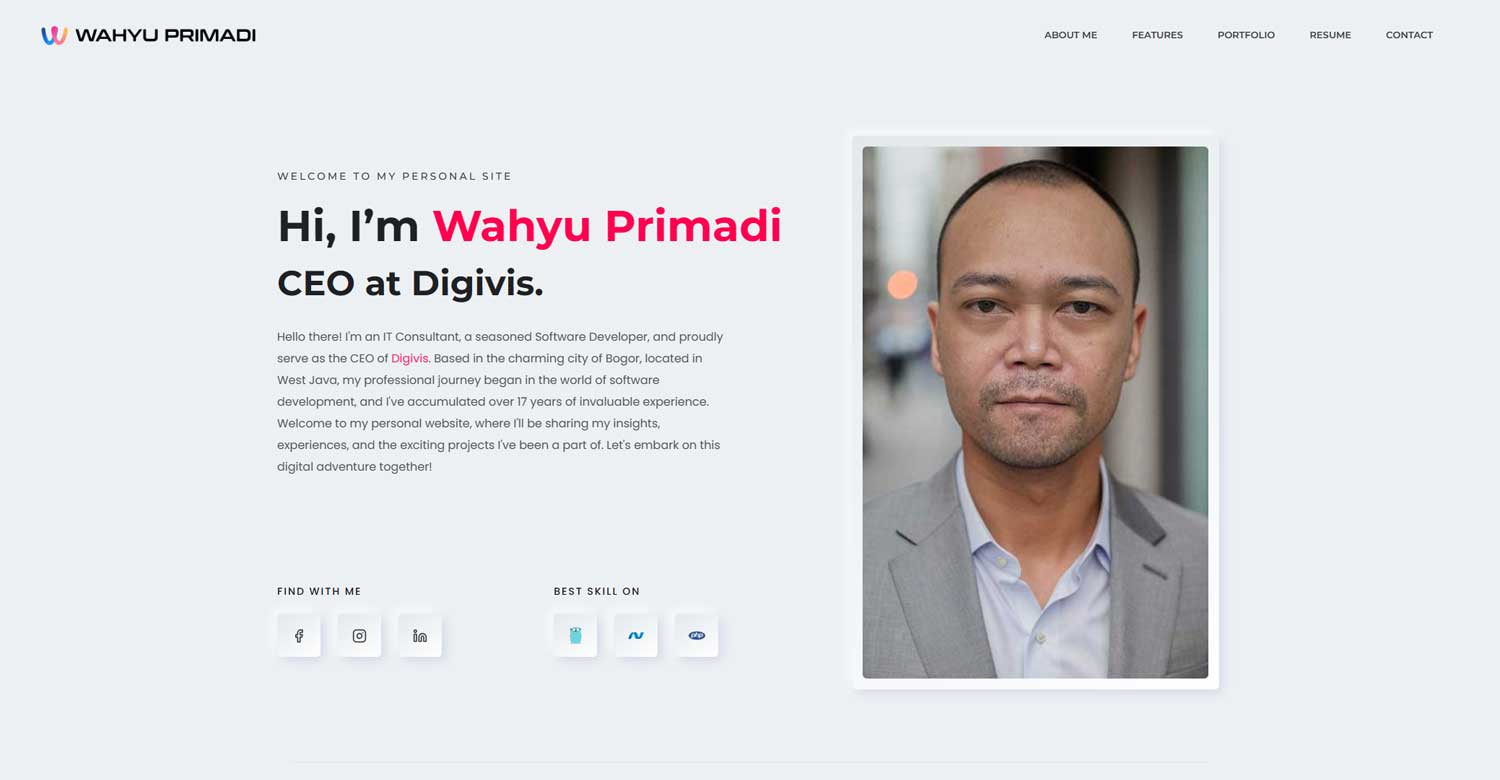 WAHYU PRIMADI
ABOUT ME
FEATURES
PORTFOLIO
RESUME
CONTACT
WELCOME TO MY PERSONAL SITE
Hi, I’m Wahyu Primadi
CEO at Digivis.
Hello there! I'm an IT Consultant, a seasoned Software Developer, and proudly
serve as the CEO of Digivis. Based in the charming city of Bogor, located in
West Java, my professional journey began in the world of software
development, and I've accumulated over 17 years of invaluable experience.
Welcome to my personal website, where I'll be sharing my insights,
experiences, and the exciting projects I've been a part of. Let's embark on this
digital adventure together!
FIND WITH ME
BEST SKILL ON
php